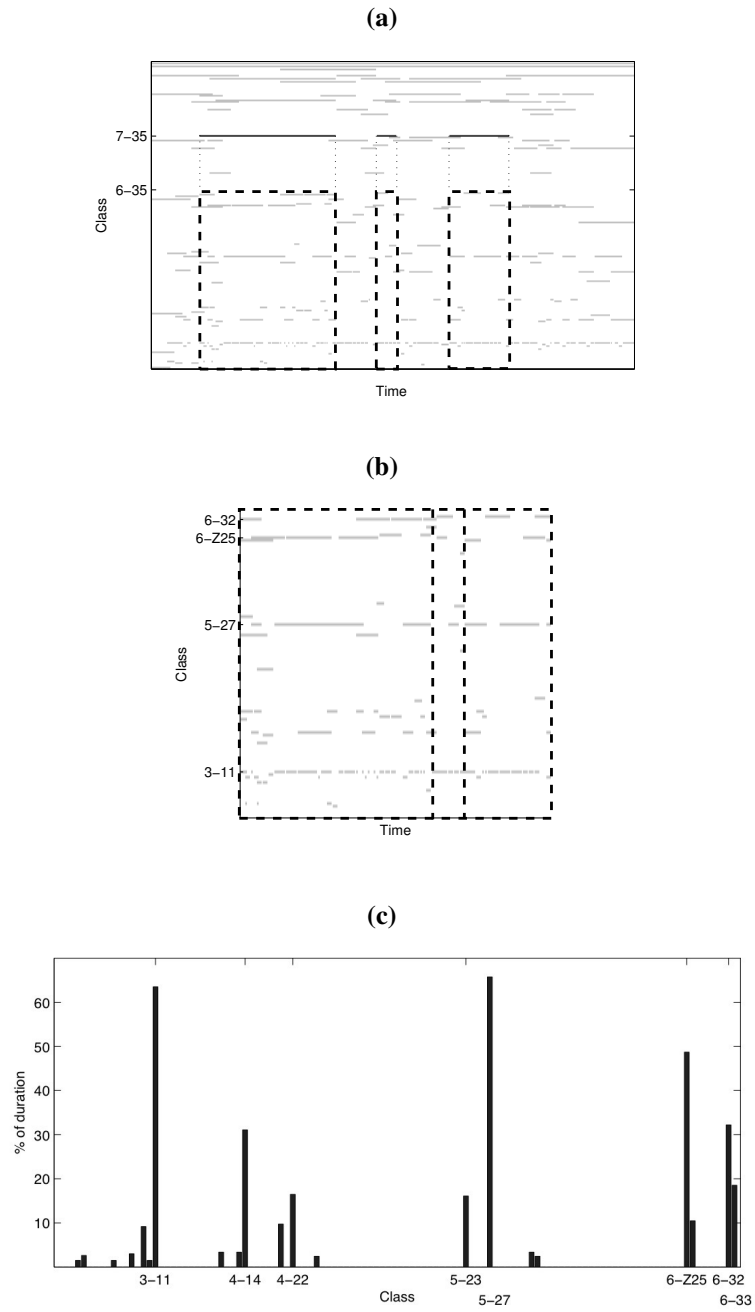 (a)
7−35
6−35
Class
Time
(b)
6−32
6−Z25
5−27
3−11
Class
Time
(c)
60
50
40
30
20
10
% of duration
3−11 4−14 4−22 5−23 6−Z25 6−32
5−27 6−33
Class